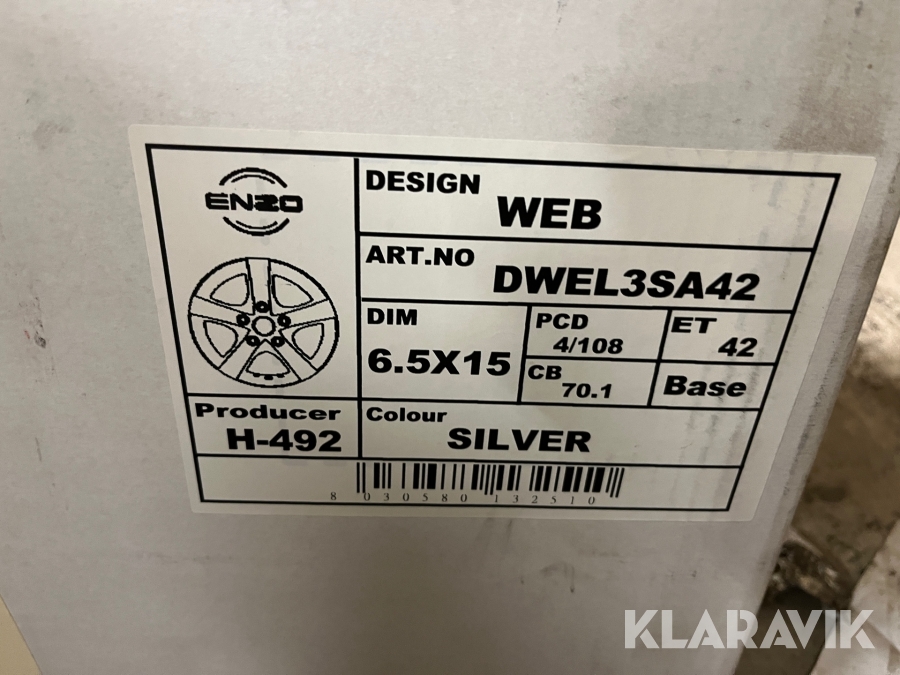 ENZO
DESIGN
WEB
ART.NO
DWEL3SA42
DIM
6.5X15
PCD
4/108
ET
42
CB
70.1
Base
Producer
H-492
Colour
SILVER
8 030580 132510
KLARAVIK